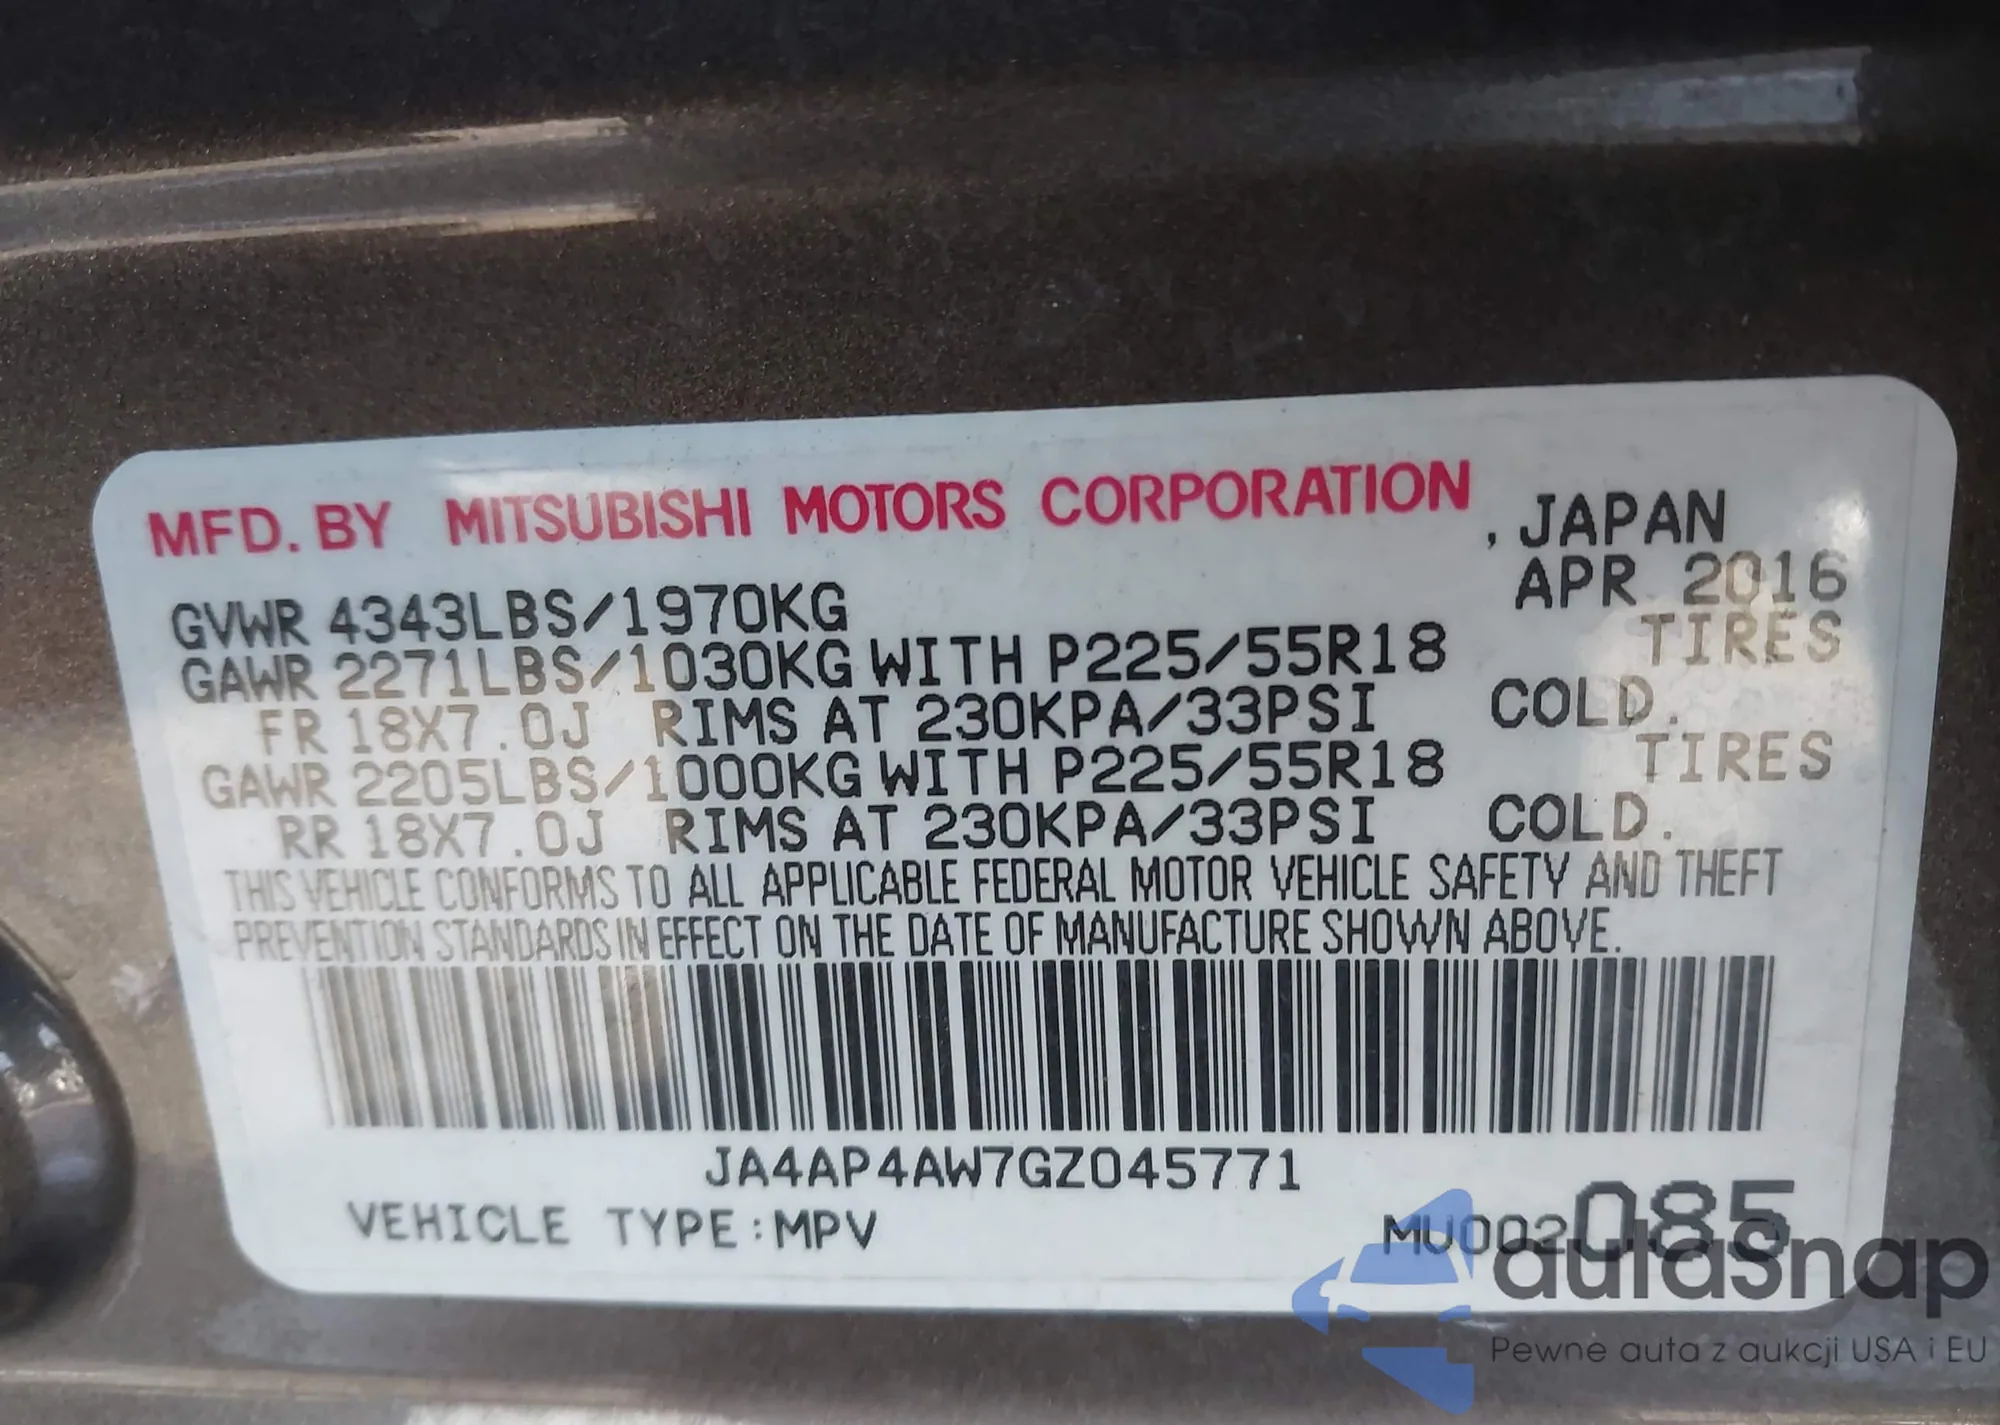 MFD. BY MITSUBISHI MOTORS CORPORATION , JAPAN
APR 2016
GVWR 4343LBS/1970KG
GAWR 2271LBS/1030KG WITH P225/55R18 TIRES
FR 18X7.0J RIMS AT 230KPA/33PSI COLD.
GAWR 2205LBS/1000KG WITH P225/55R18 TIRES
RR 18X7.0J RIMS AT 230KPA/33PSI COLD.
THIS VEHICLE CONFORMS TO ALL APPLICABLE FEDERAL MOTOR VEHICLE SAFETY AND THEFT
PREVENTION STANDARDS IN EFFECT ON THE DATE OF MANUFACTURE SHOWN ABOVE.
JA4AP4AW7GZ045771
VEHICLE TYPE:MPV MU002085
autasnap
Pewne auta z aukcji USA i EU